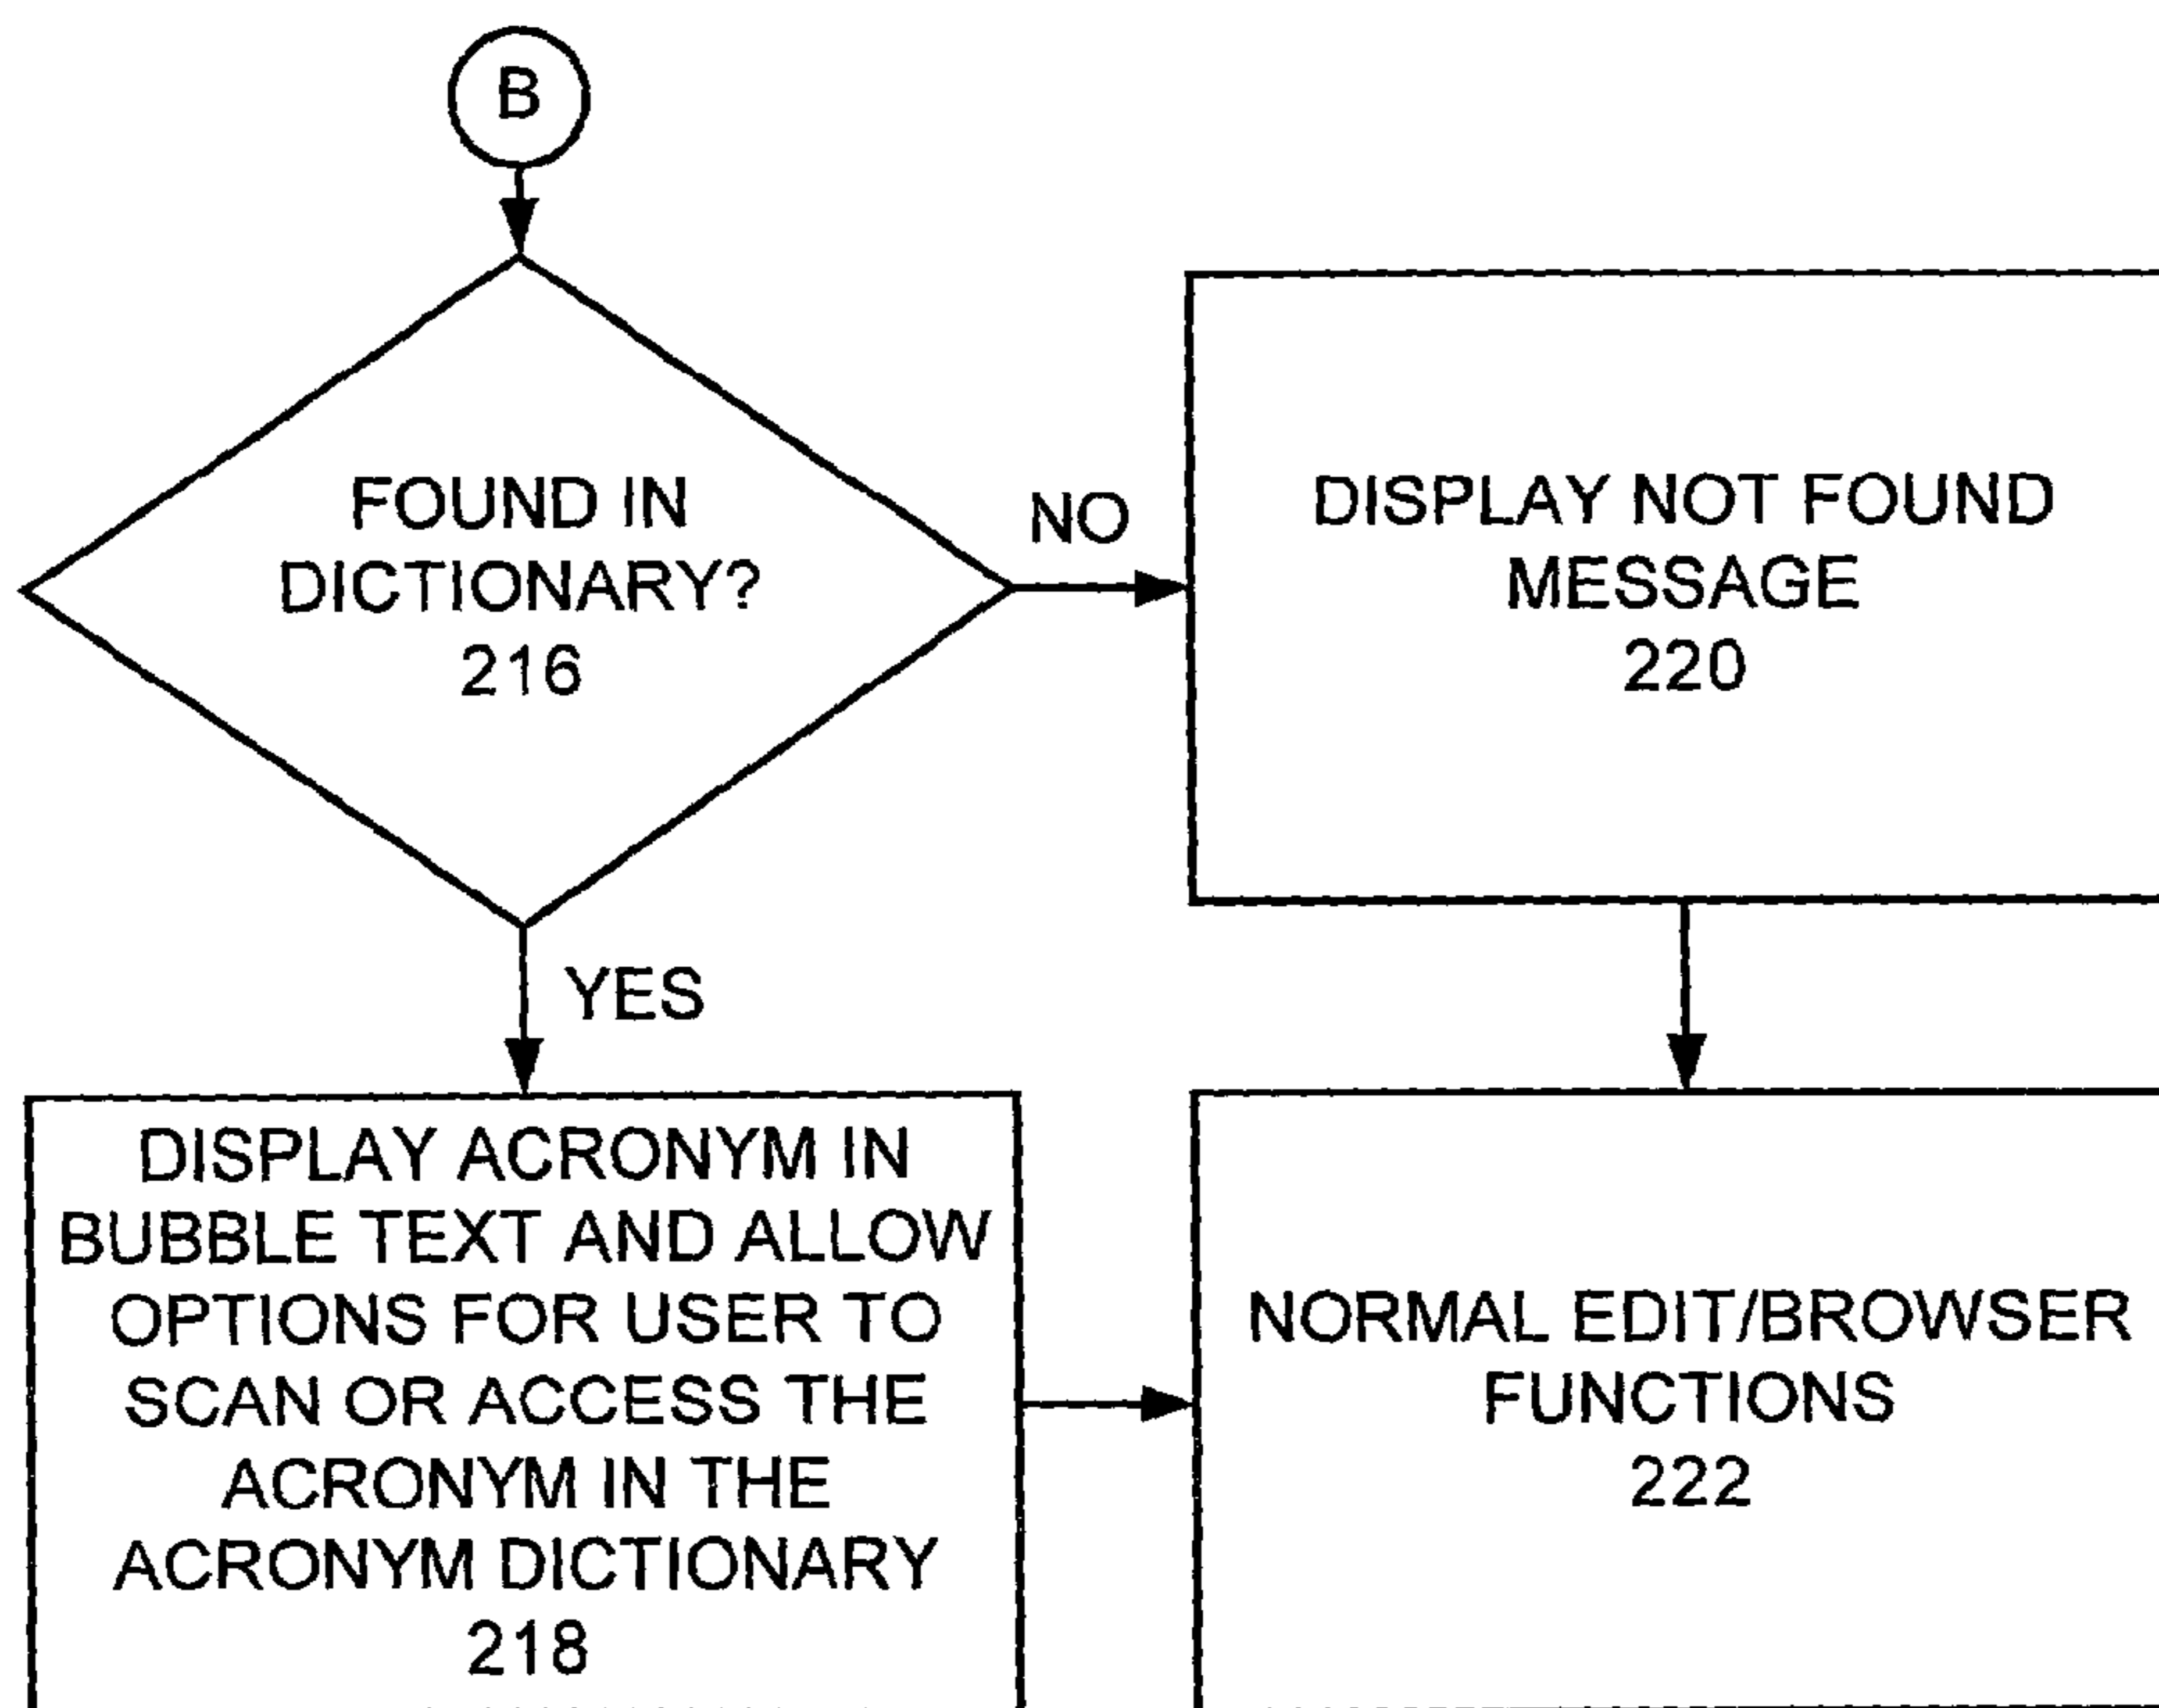 B
FOUND IN
DICTIONARY?
216
NO
DISPLAY NOT FOUND
MESSAGE
220
YES
DISPLAY ACRONYM IN
BUBBLE TEXT AND ALLOW
OPTIONS FOR USER TO
SCAN OR ACCESS THE
ACRONYM IN THE
ACRONYM DICTIONARY
218
NORMAL EDIT/BROWSER
FUNCTIONS
222